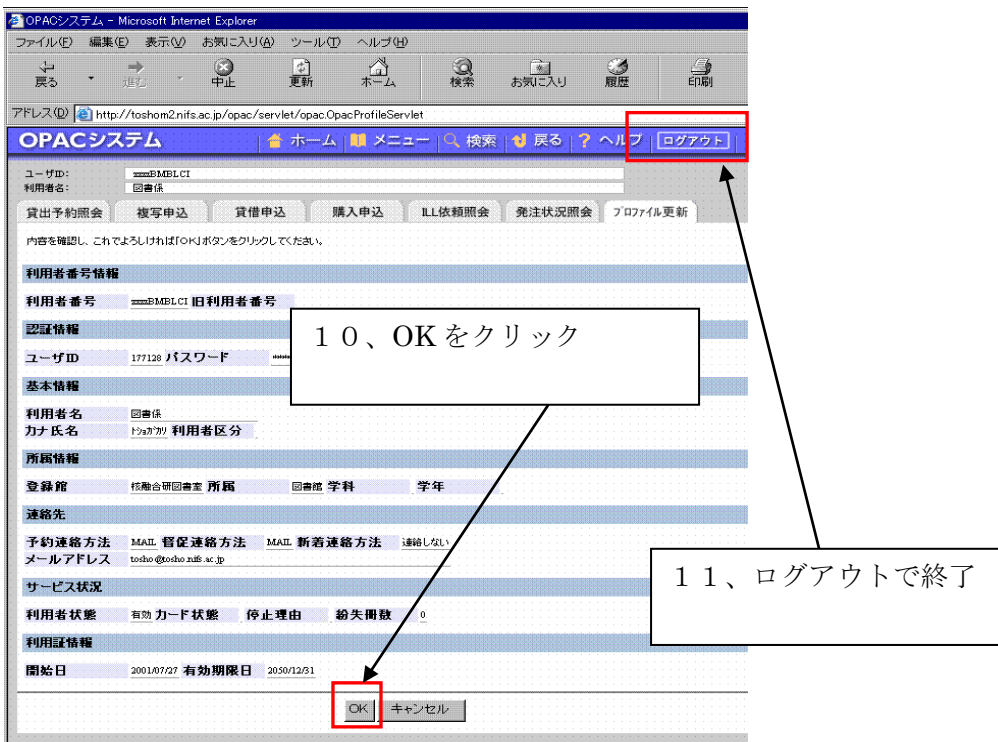 OPACシステム - Microsoft Internet Explorer
ファイル(F) 編集(E) 表示(V) お気に入り(A) ツール(T) ヘルプ(H)
戻る 進む 中止 更新 ホーム 検索 お気に入り 履歴 印刷
アドレス(D) http://toshom2.nifs.ac.jp/opac/servlet/opac.OpacProfileServlet
OPACシステム ホーム メニュー 検索 戻る ? ヘルプ ログアウト
ユーザID: BMBLCI
利用者名: 図書係
貸出予約照会 複写申込 貸借申込 購入申込 ILL依頼照会 発注状況照会 プロファイル更新
内容を確認し、これでよろしければ「OK」ボタンをクリックしてください。
利用者番号情報
利用者番号 BMBLCI 旧利用者番号
認証情報
ユーザID 177128 パスワード
10、OKをクリック
基本情報
利用者名 図書係
カナ氏名 トショガカリ 利用者区分
所属情報
登録館 核融合研図書室 所属 図書館 学科 学年
連絡先
予約連絡方法 MAIL 督促連絡方法 MAIL 新着連絡方法 連絡しない
メールアドレス tosho@tosho.nifs.ac.jp
11、ログアウトで終了
サービス状況
利用者状態 有効 カード状態 停止理由 紛失冊数 0
利用証情報
開始日 2001/07/27 有効期限日 2050/12/31
OK キャンセル